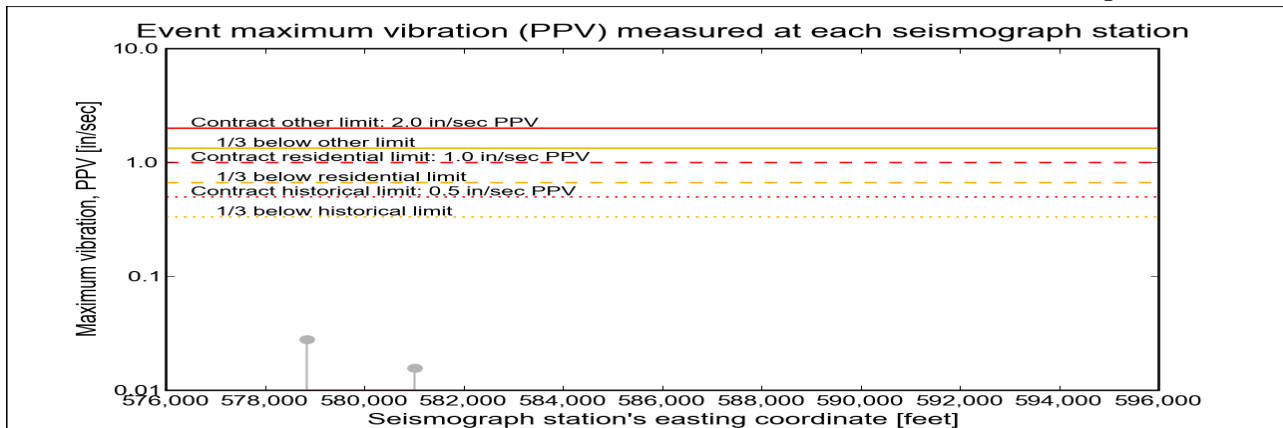 Event maximum vibration (PPV) measured at each seismograph station
Maximum vibration, PPV [in/sec]
10.0
1.0
0.1
0.01
Contract other limit: 2.0 in/sec PPV
1/3 below other limit
Contract residential limit: 1.0 in/sec PPV
1/3 below residential limit
Contract historical limit: 0.5 in/sec PPV
1/3 below historical limit
576,000 578,000 580,000 582,000 584,000 586,000 588,000 590,000 592,000 594,000 596,000
Seismograph station's easting coordinate [feet]